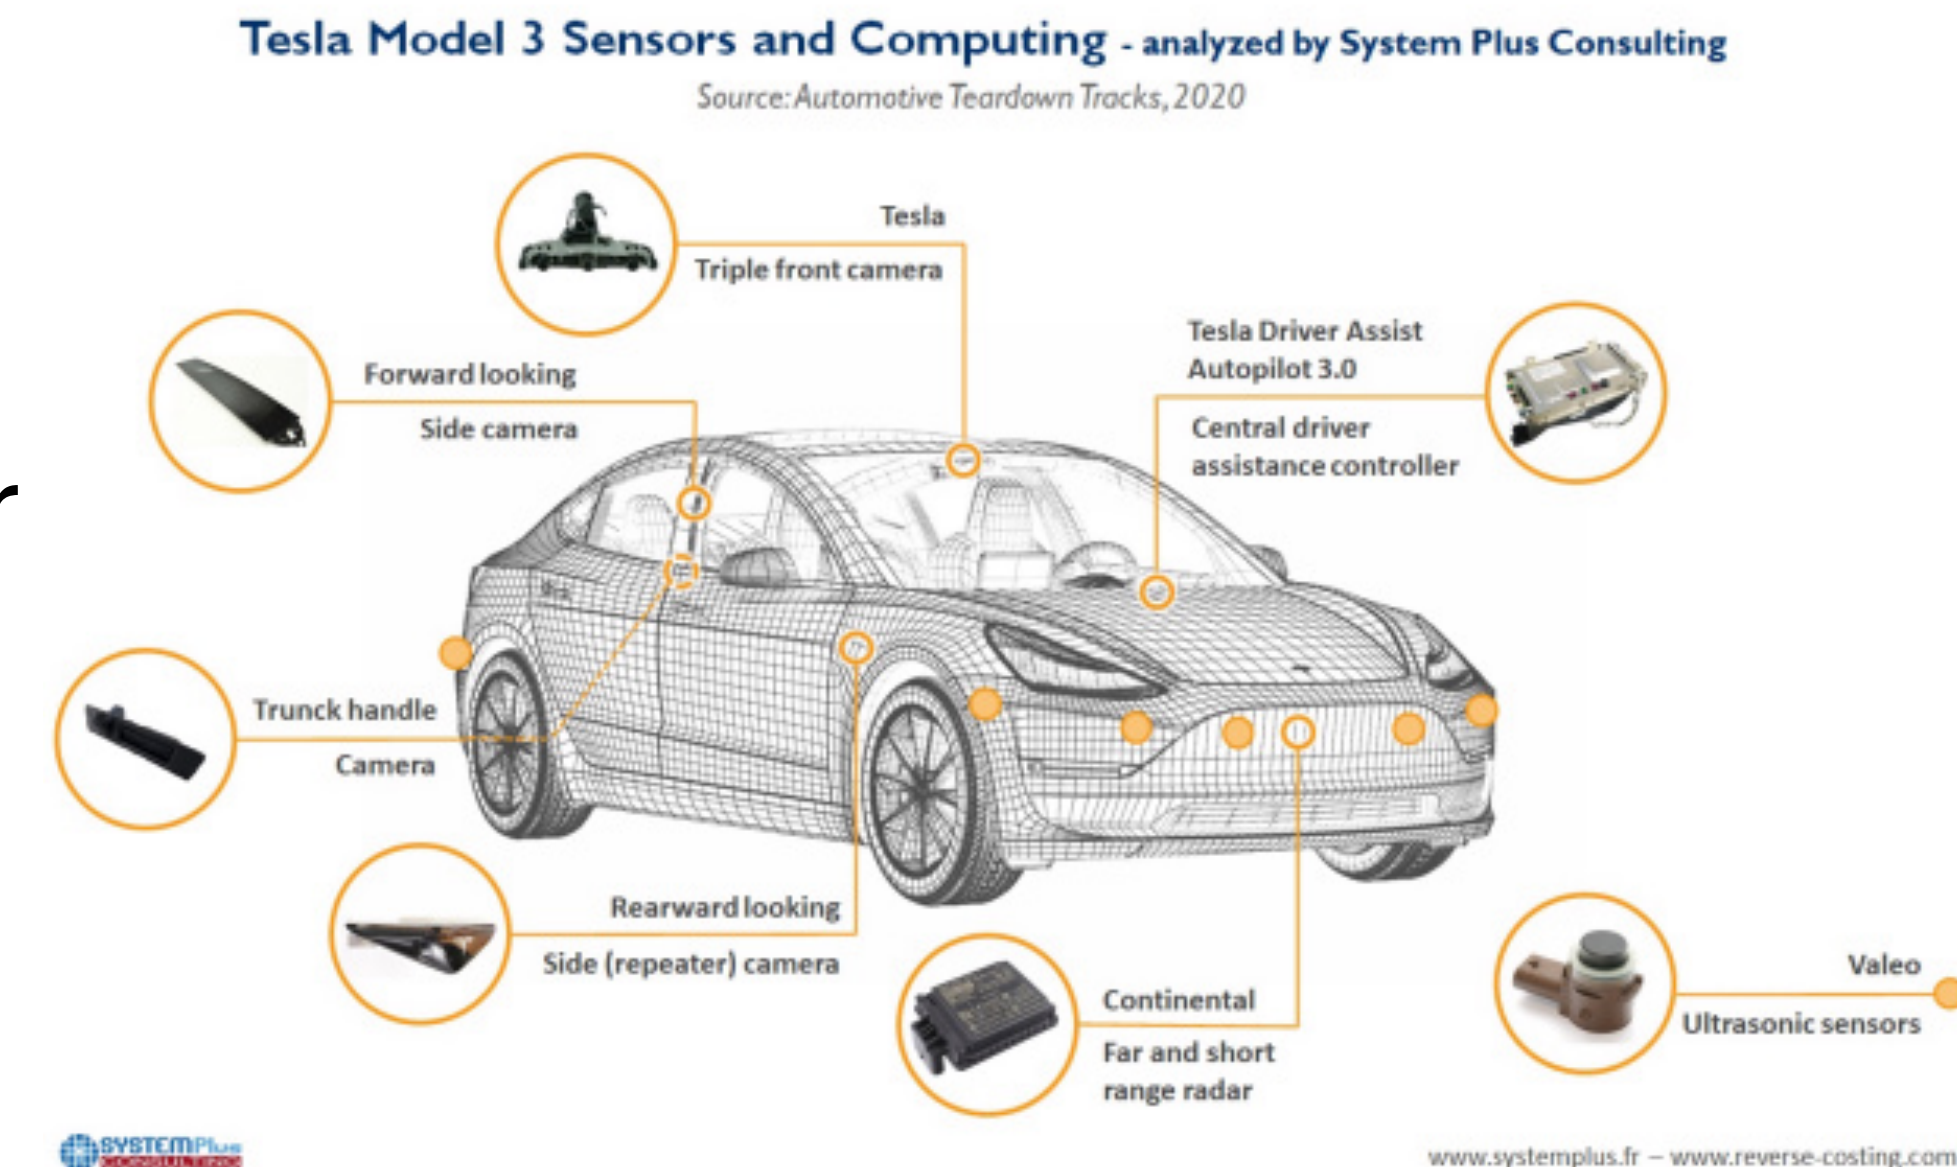 Tesla Model 3 Sensors and Computing - analyzed by System Plus Consulting
Source: Automotive Teardown Tracks, 2020
Tesla
Triple front camera
Forward looking
Side camera
Tesla Driver Assist
Autopilot 3.0
Central driver
assistance controller
Trunck handle
Camera
Rearward looking
Side (repeater) camera
Continental
Far and short
range radar
Valeo
Ultrasonic sensors
SYSTEMPlus
CONSULTING
www.systemplus.fr – www.reverse-costing.com